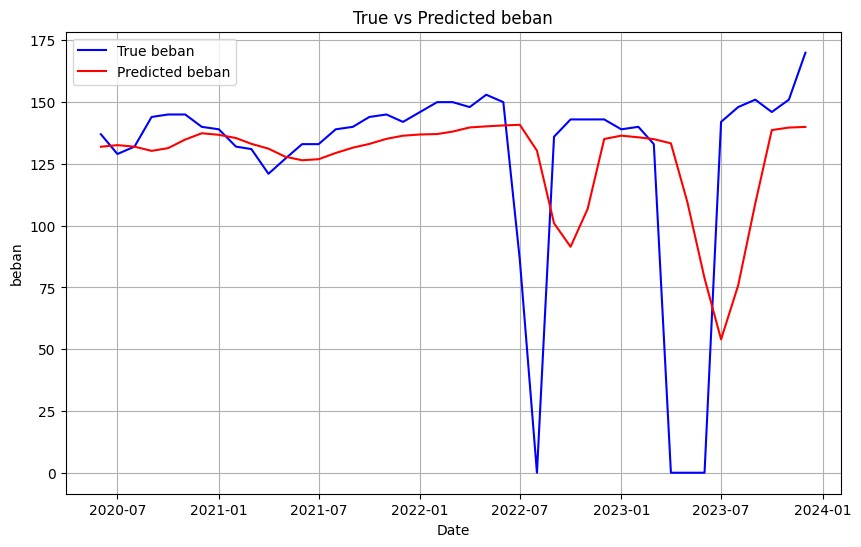 True vs Predicted beban
True beban
Predicted beban
175
150
125
100
75
50
25
0
beban
2020-07 2021-01 2021-07 2022-01 2022-07 2023-01 2023-07 2024-01
Date